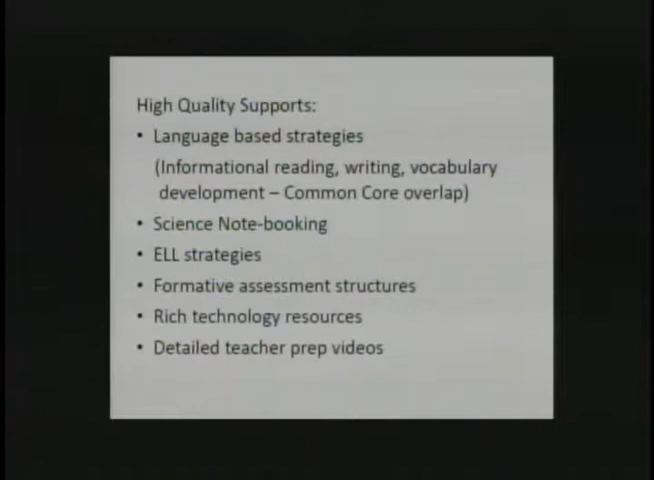 High Quality Supports:
• Language based strategies
(Informational reading, writing, vocabulary
development – Common Core overlap)
• Science Note-booking
• ELL strategies
• Formative assessment structures
• Rich technology resources
• Detailed teacher prep videos